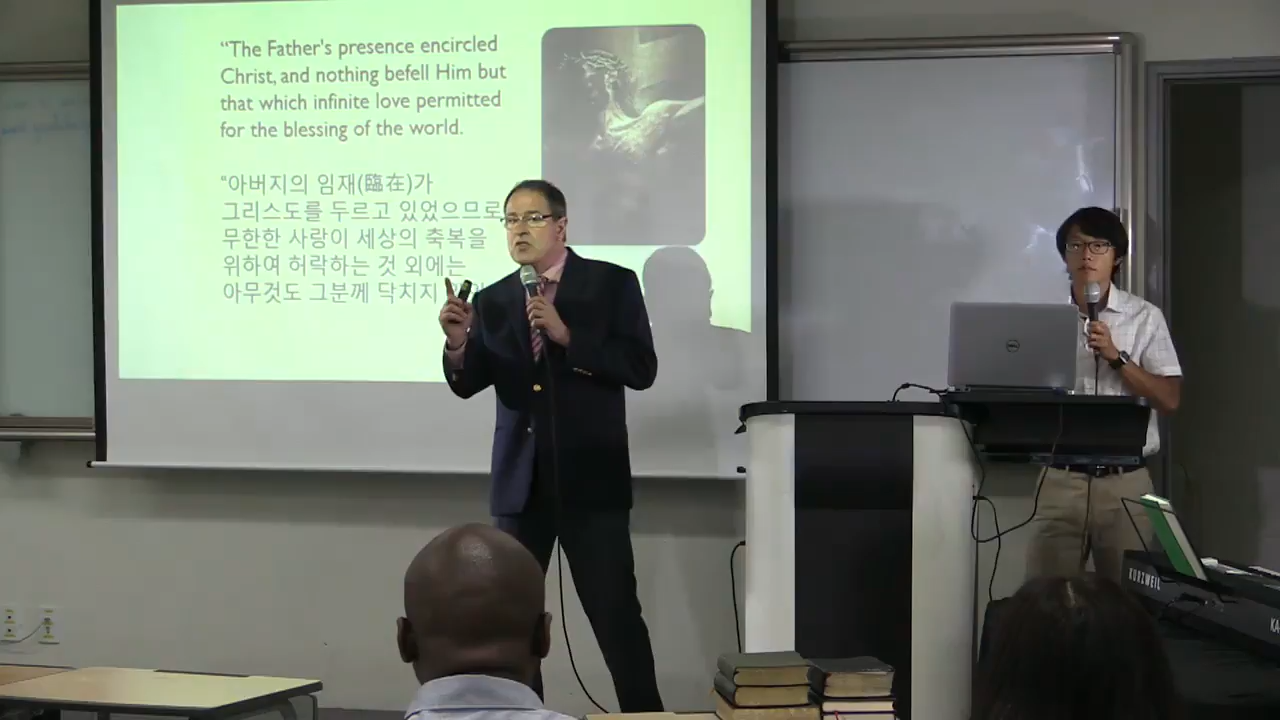 “The Father's presence encircled
Christ, and nothing befell Him but
that which infinite love permitted
for the blessing of the world.
“아버지의 임재(臨在)가
그리스도를 두르고 있었으므로
무한한 사랑이 세상의 축복을
위하여 허락하는 것 외에는
아무것도 그분께 닥치지
DELL
KURZWEIL
KA